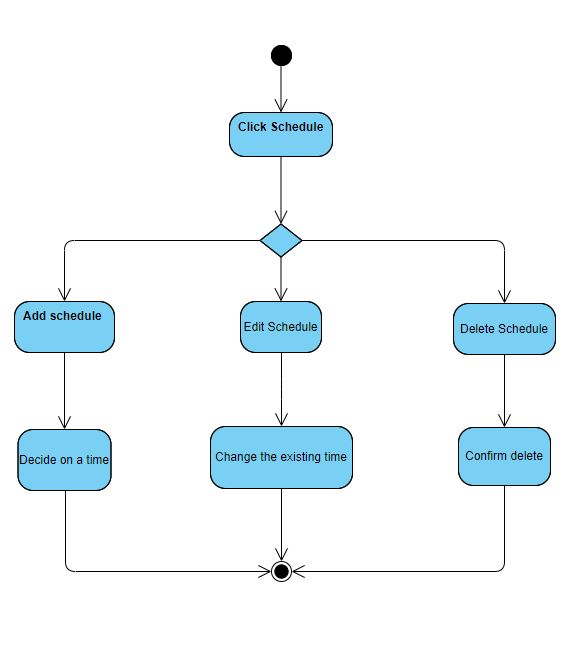 Click Schedule
Add schedule
Edit Schedule
Delete Schedule
Decide on a time
Change the existing time
Confirm delete